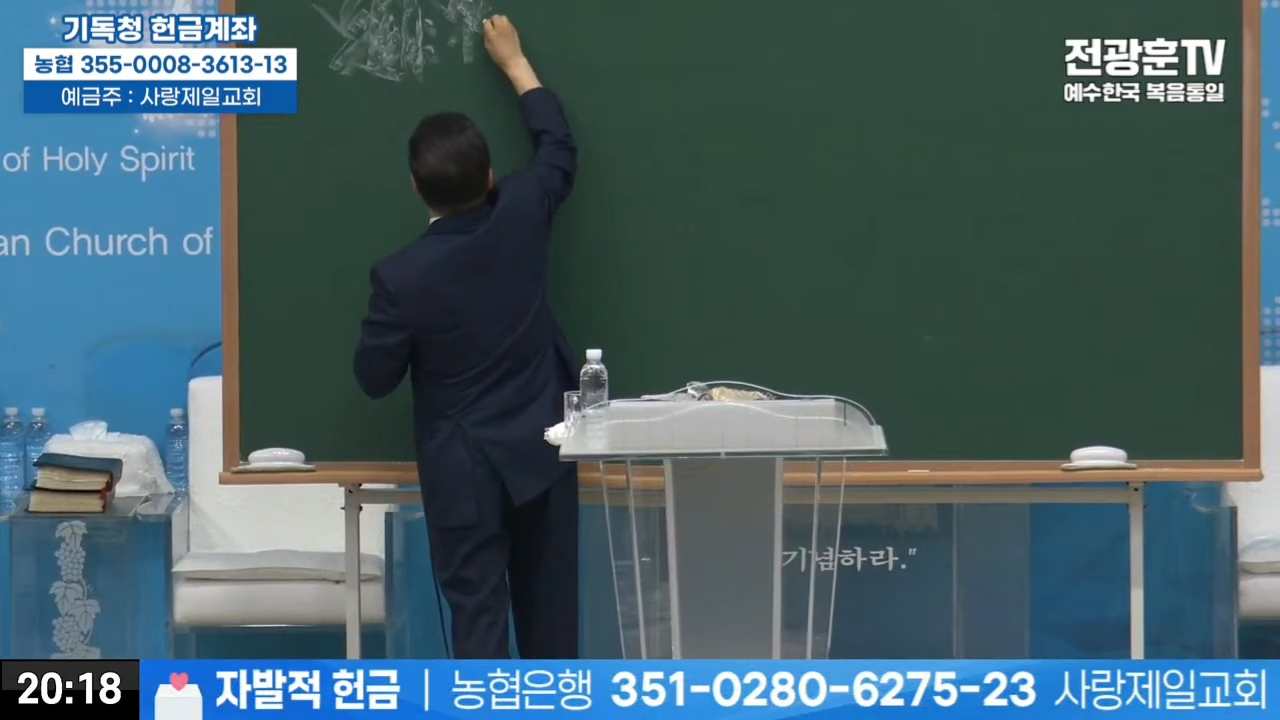 기독청 헌금계좌
농협 355-0008-3613-13
예금주 : 사랑제일교회
전광훈TV
예수한국 복음통일
of Holy Spirit
an Church of
기념하라."
20:18
자발적 헌금 | 농협은행 351-0280-6275-23 사랑제일교회